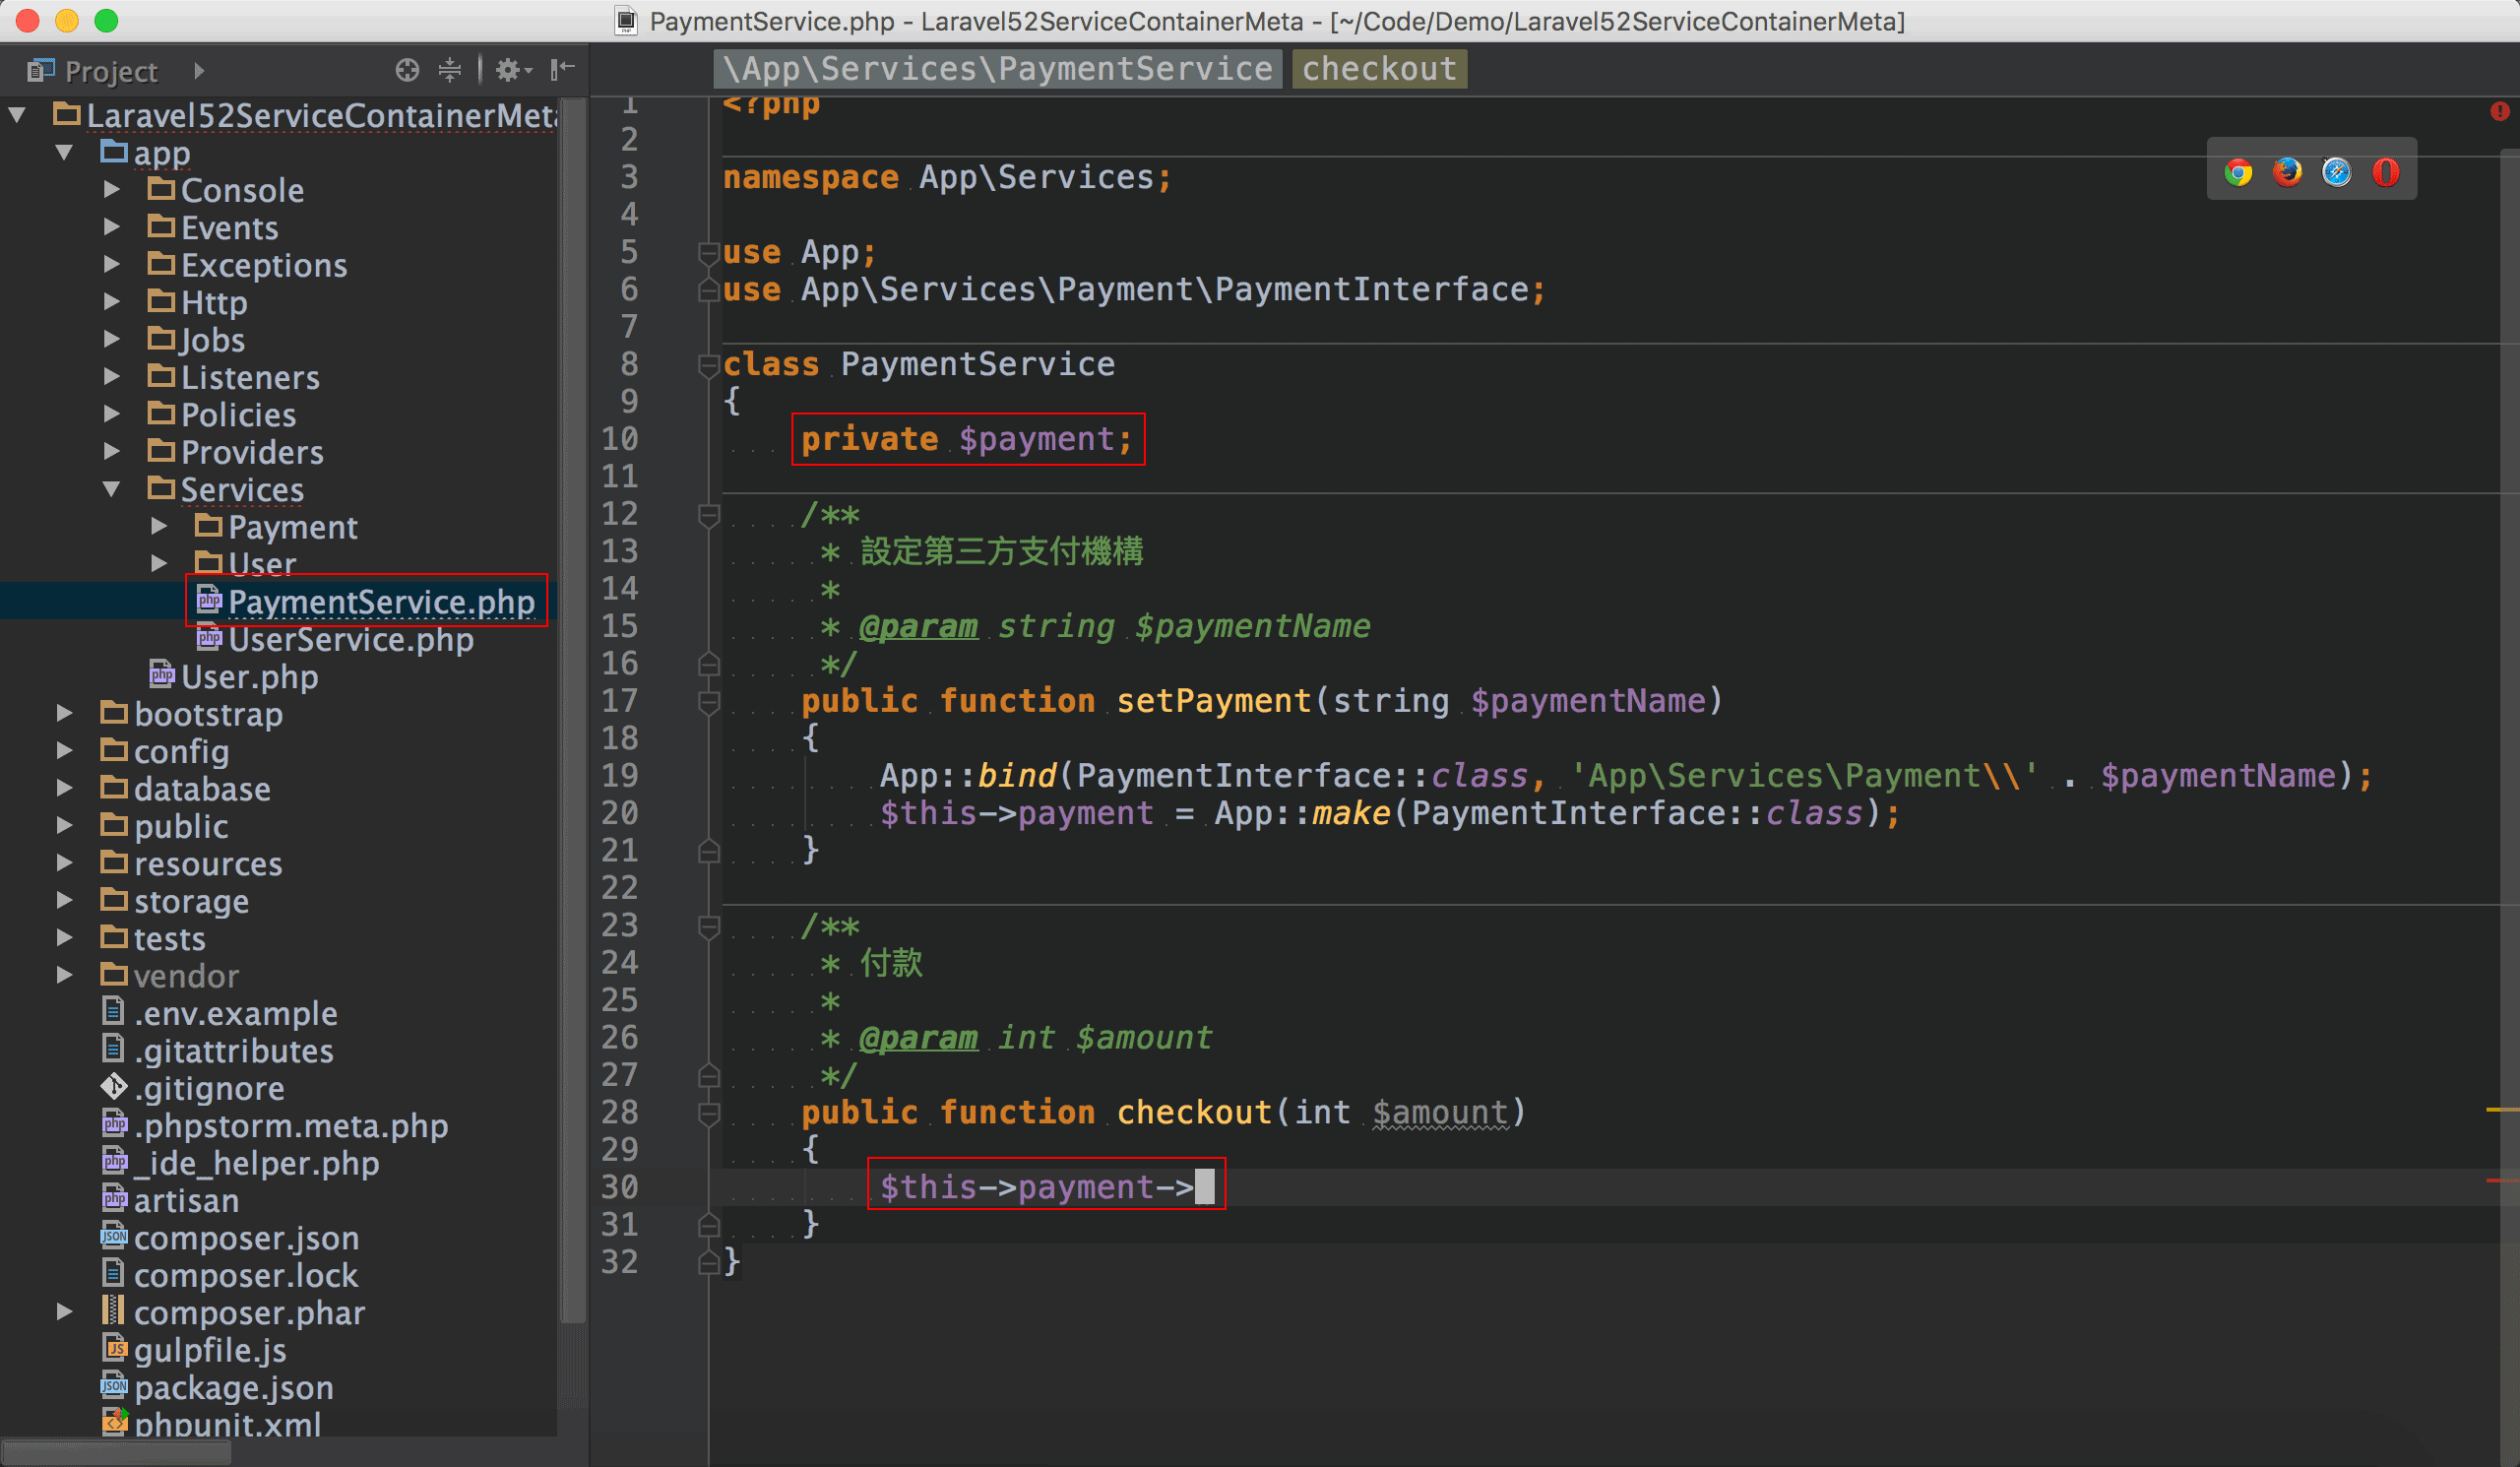 PaymentService.php - Laravel52ServiceContainerMeta - [~/Code/Demo/Laravel52ServiceContainerMeta]
Project
\App\Services\PaymentService checkout
Laravel52ServiceContainerMeta
app
Console
Events
Exceptions
Http
Jobs
Listeners
Policies
Providers
Services
Payment
User
PaymentService.php
UserService.php
User.php
bootstrap
config
database
public
resources
storage
tests
vendor
.env.example
.gitattributes
.gitignore
.phpstorm.meta.php
_ide_helper.php
artisan
composer.json
composer.lock
composer.phar
gulpfile.js
package.json
phpunit.xml
1 <?php
2
3 namespace App\Services;
4
5 use App;
6 use App\Services\Payment\PaymentInterface;
7
8 class PaymentService
9 {
10 private $payment;
11
12 /**
13 * 設定第三方支付機構
14 *
15 * @param string $paymentName
16 */
17 public function setPayment(string $paymentName)
18 {
19 App::bind(PaymentInterface::class, 'App\Services\Payment\\' . $paymentName);
20 $this->payment = App::make(PaymentInterface::class);
21 }
22
23 /**
24 * 付款
25 *
26 * @param int $amount
27 */
28 public function checkout(int $amount)
29 {
30 $this->payment->
31 }
32 }